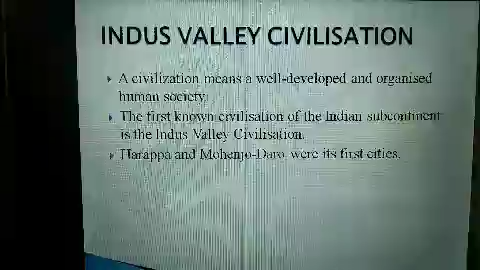 INDUS VALLEY CIVILISATION
A civilization means a well-developed and organised
human society.
The first known civilisation of the Indian subcontinent
is the Indus Valley Civilisation.
Harappa and Mohenjo-Daro were its first cities.